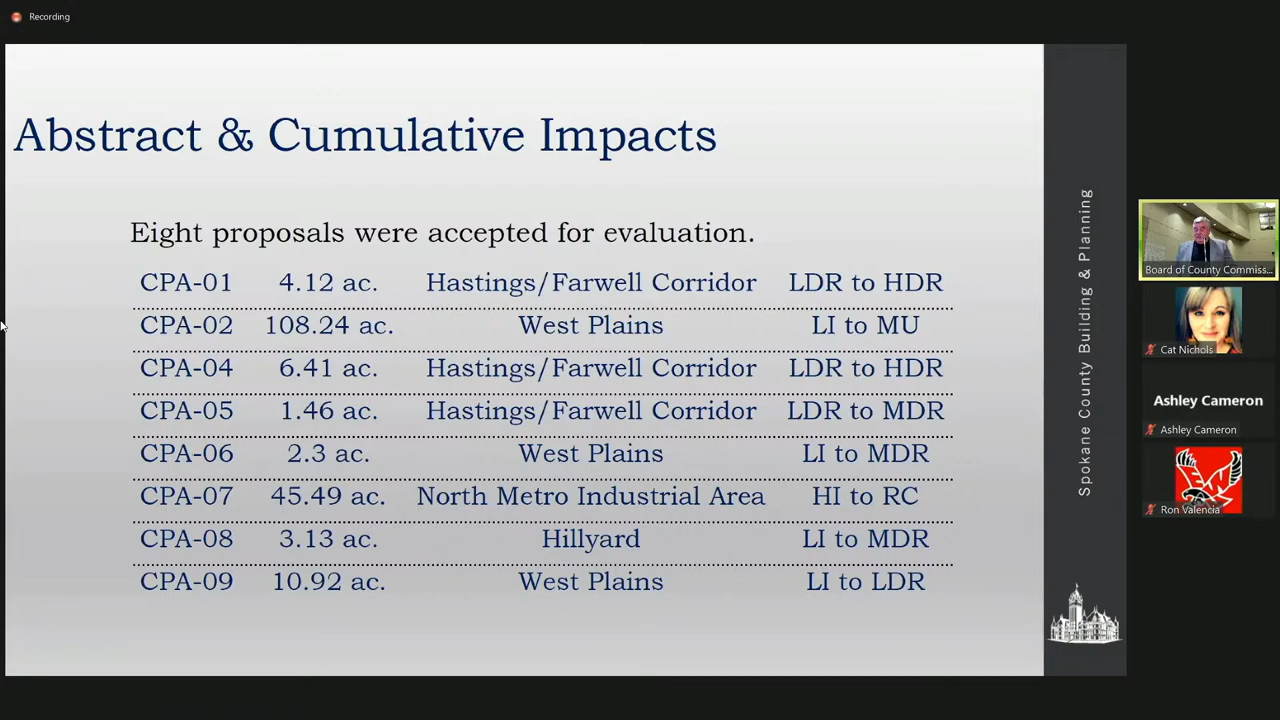 Recording
Abstract & Cumulative Impacts
Eight proposals were accepted for evaluation.
CPA-01 4.12 ac. Hastings/Farwell Corridor LDR to HDR
CPA-02 108.24 ac. West Plains LI to MU
CPA-04 6.41 ac. Hastings/Farwell Corridor LDR to HDR
CPA-05 1.46 ac. Hastings/Farwell Corridor LDR to MDR
CPA-06 2.3 ac. West Plains LI to MDR
CPA-07 45.49 ac. North Metro Industrial Area HI to RC
CPA-08 3.13 ac. Hillyard LI to MDR
CPA-09 10.92 ac. West Plains LI to LDR
Spokane County Building & Planning
Board of County Commiss...
Cat Nichols
Ashley Cameron
Ashley Cameron
Ron Valencia